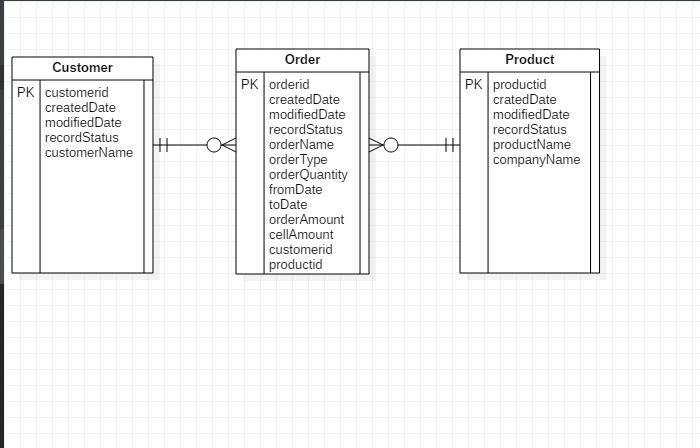 Customer
PK customerid
createdDate
modifiedDate
recordStatus
customerName
Order
PK orderid
createdDate
modifiedDate
recordStatus
orderName
orderType
orderQuantity
fromDate
toDate
orderAmount
cellAmount
customerid
productid
Product
PK productid
cratedDate
modifiedDate
recordStatus
productName
companyName